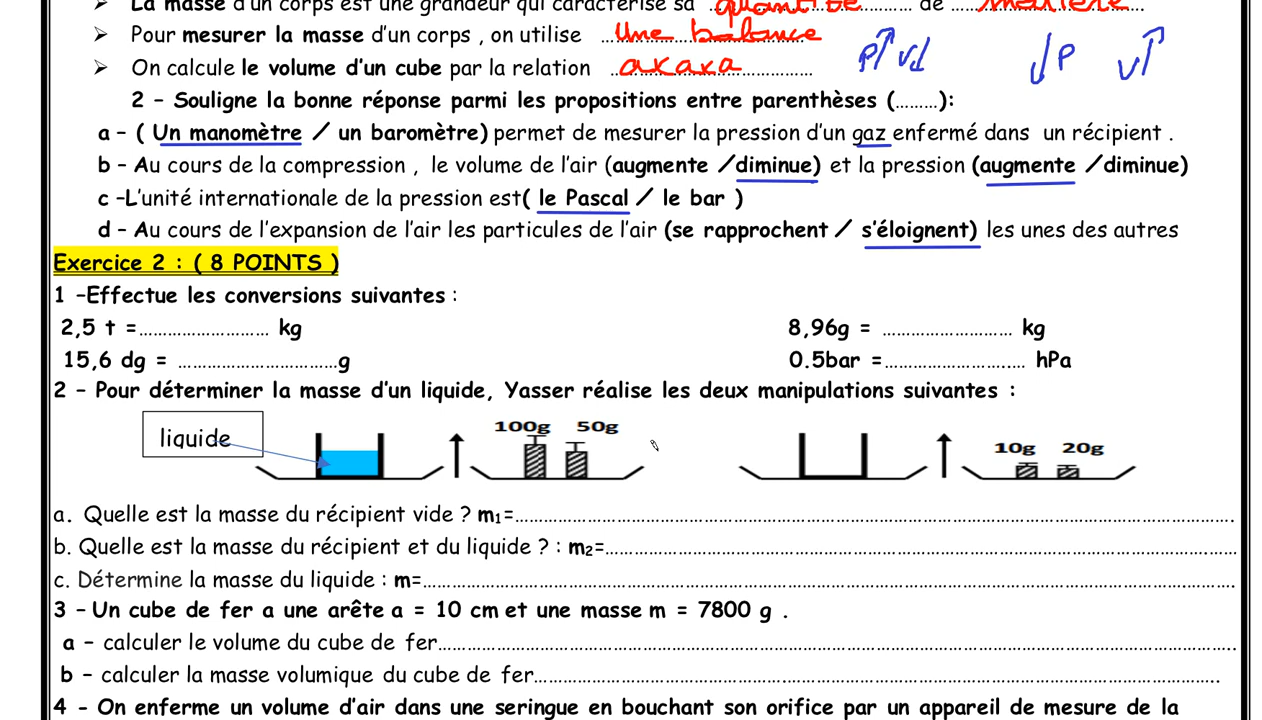 ➢ La masse d'un corps est une grandeur qui caractérise sa ..quantité........... de ....matière....
➢ Pour mesurer la masse d'un corps , on utilise ...Une balance
➢ On calcule le volume d'un cube par la relation ..axaxa............ P↑ V↓ ↓P V↑
2 – Souligne la bonne réponse parmi les propositions entre parenthèses (………):
a – ( Un manomètre / un baromètre) permet de mesurer la pression d'un gaz enfermé dans un récipient .
b – Au cours de la compression , le volume de l'air (augmente /diminue) et la pression (augmente /diminue)
c –L'unité internationale de la pression est( le Pascal / le bar )
d – Au cours de l'expansion de l'air les particules de l'air (se rapprochent / s'éloignent) les unes des autres
Exercice 2 : ( 8 POINTS )
1 –Effectue les conversions suivantes :
2,5 t =……………………… kg 8,96g = ……………………… kg
15,6 dg = ……………………………g 0.5bar =………………………..… hPa
2 – Pour déterminer la masse d'un liquide, Yasser réalise les deux manipulations suivantes :
liquide 100g 50g 10g 20g
a. Quelle est la masse du récipient vide ? m₁=……………………………………………………………………….
b. Quelle est la masse du récipient et du liquide ? : m₂=……………………………………………………………
c. Détermine la masse du liquide : m=……………………………………………………………………………
3 – Un cube de fer a une arête a = 10 cm et une masse m = 7800 g .
a – calculer le volume du cube de fer………………………………………………………………………..
b – calculer la masse volumique du cube de fer……………………………………………………………..
4 - On enferme un volume d'air dans une seringue en bouchant son orifice par un appareil de mesure de la